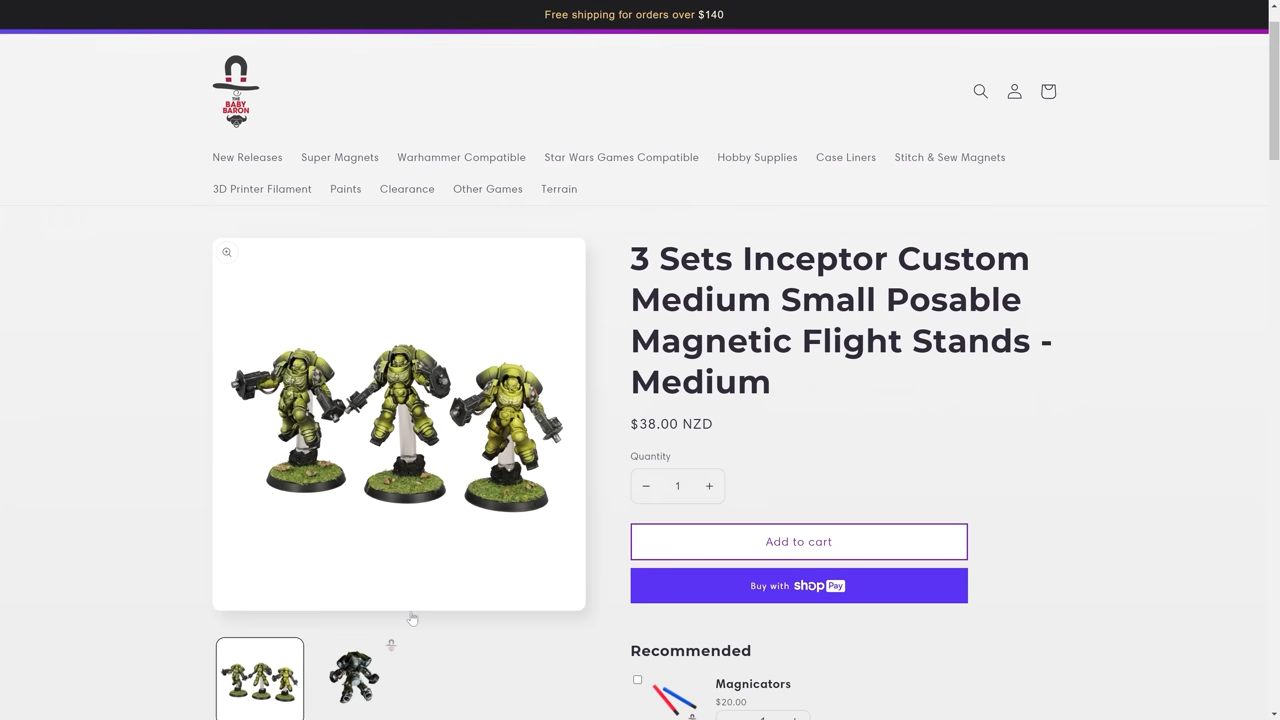 Free shipping for orders over $140
THE
BABY
BARON
New Releases
Super Magnets
Warhammer Compatible
Star Wars Games Compatible
Hobby Supplies
Case Liners
Stitch & Sew Magnets
3D Printer Filament
Paints
Clearance
Other Games
Terrain
3 Sets Inceptor Custom
Medium Small Posable
Magnetic Flight Stands -
Medium
$38.00 NZD
Quantity
− 1 +
Add to cart
Buy with shop Pay
Recommended
Magnicators
$20.00